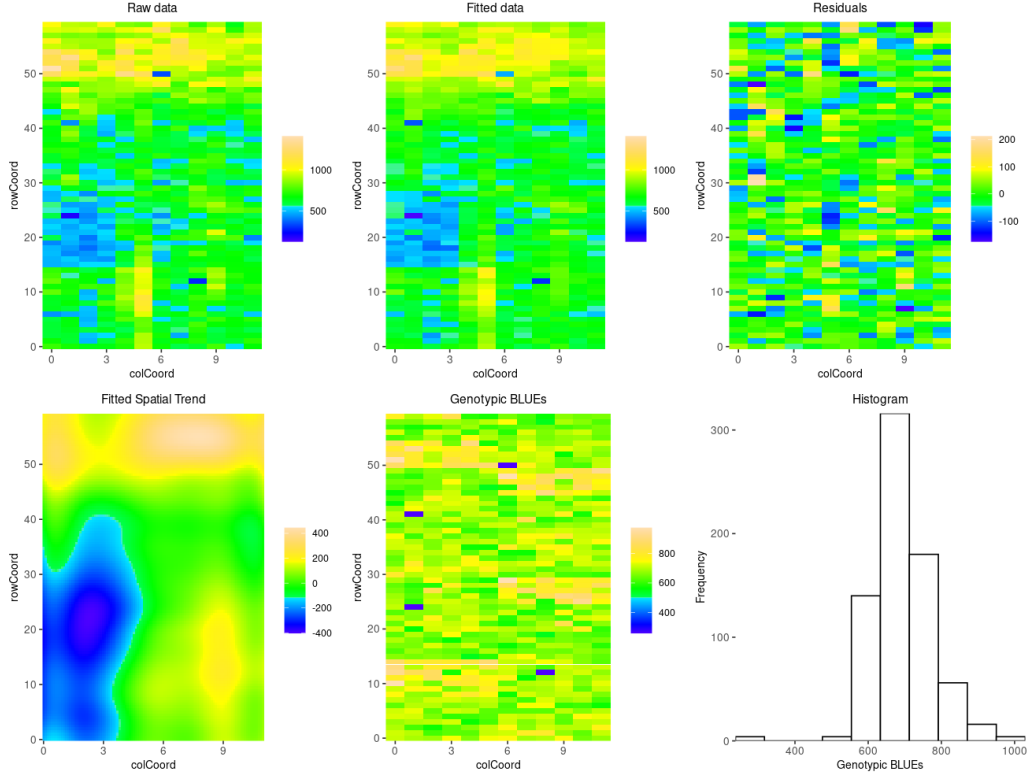 Raw data
rowCoord
50
40
30
20
10
0
0 3 6 9
colCoord
1000
500
Fitted data
rowCoord
50
40
30
20
10
0
0 3 6 9
colCoord
1000
500
Residuals
rowCoord
50
40
30
20
10
0
0 3 6 9
colCoord
200
100
0
-100
Fitted Spatial Trend
rowCoord
50
40
30
20
10
0
0 3 6 9
colCoord
400
200
0
-200
-400
Genotypic BLUEs
rowCoord
50
40
30
20
10
0
0 3 6 9
colCoord
800
600
400
Histogram
Frequency
300
200
100
0
400 600 800 1000
Genotypic BLUEs